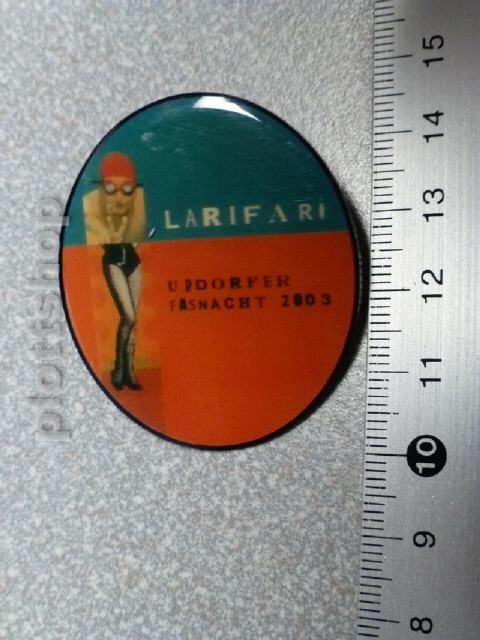 LARIFARI
URDORFER
FASNACHT 2003
plottshop
15
14
13
12
11
10
9
8